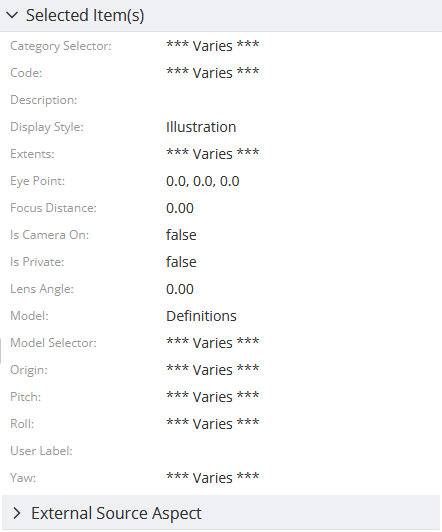 Selected Item(s)
Category Selector: *** Varies ***
Code: *** Varies ***
Description:
Display Style: Illustration
Extents: *** Varies ***
Eye Point: 0.0, 0.0, 0.0
Focus Distance: 0.00
Is Camera On: false
Is Private: false
Lens Angle: 0.00
Model: Definitions
Model Selector: *** Varies ***
Origin: *** Varies ***
Pitch: *** Varies ***
Roll: *** Varies ***
User Label:
Yaw: *** Varies ***
External Source Aspect